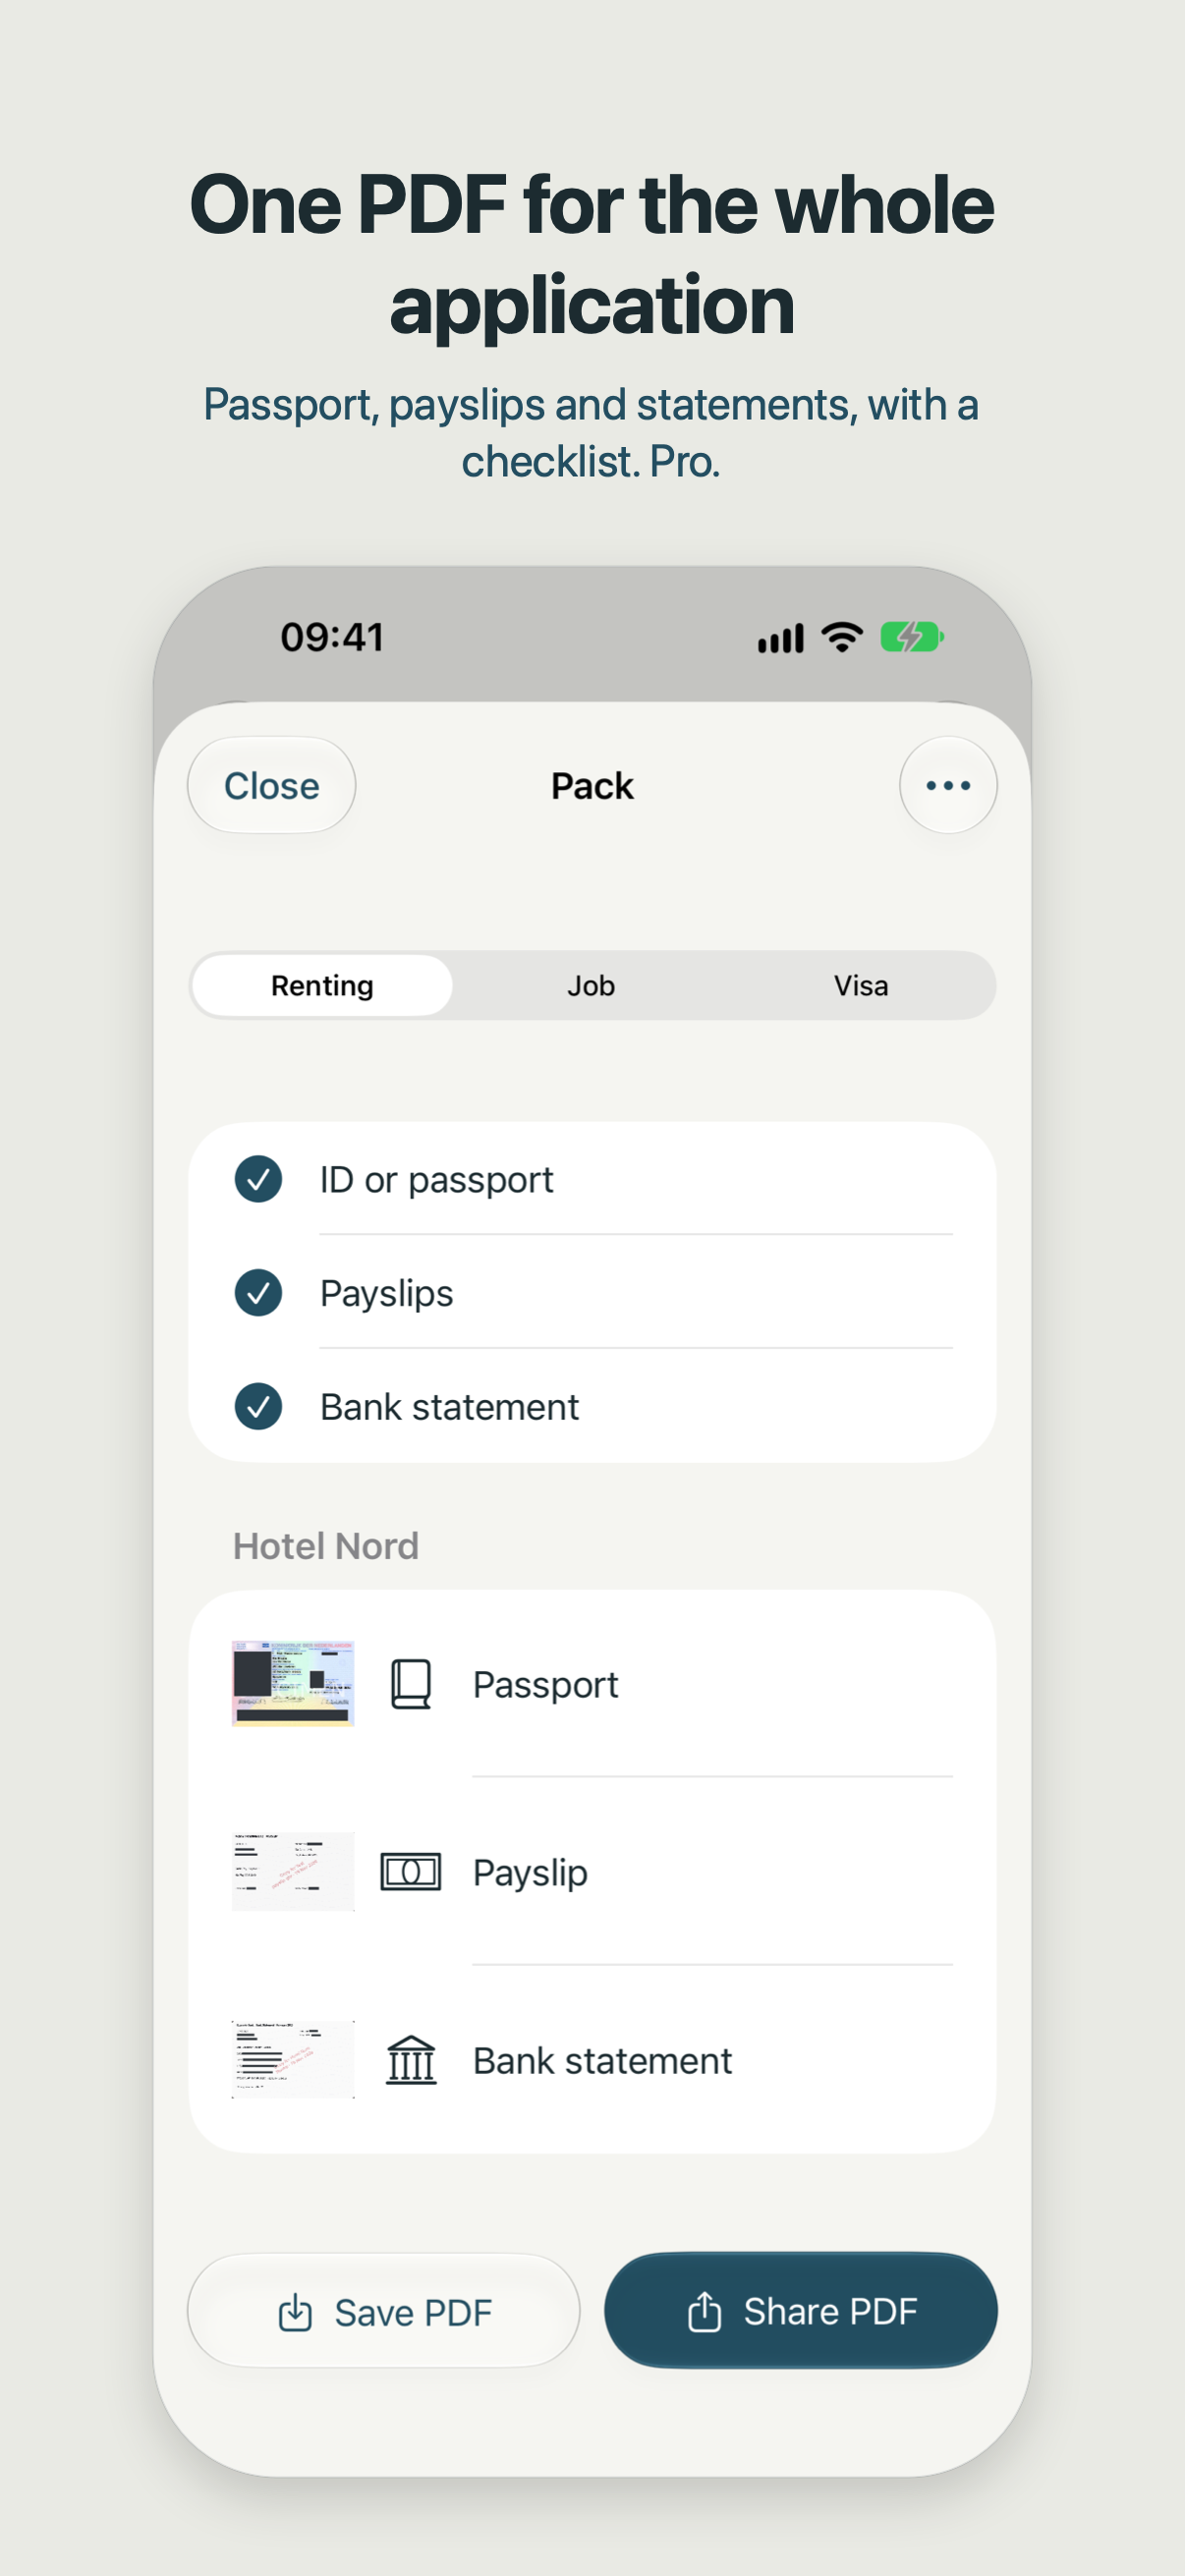 One PDF for the whole
application
Passport, payslips and statements, with a
checklist. Pro.
09:41
Close
Pack
Renting
Job
Visa
ID or passport
Payslips
Bank statement
Hotel Nord
Passport
Payslip
Bank statement
Save PDF
Share PDF